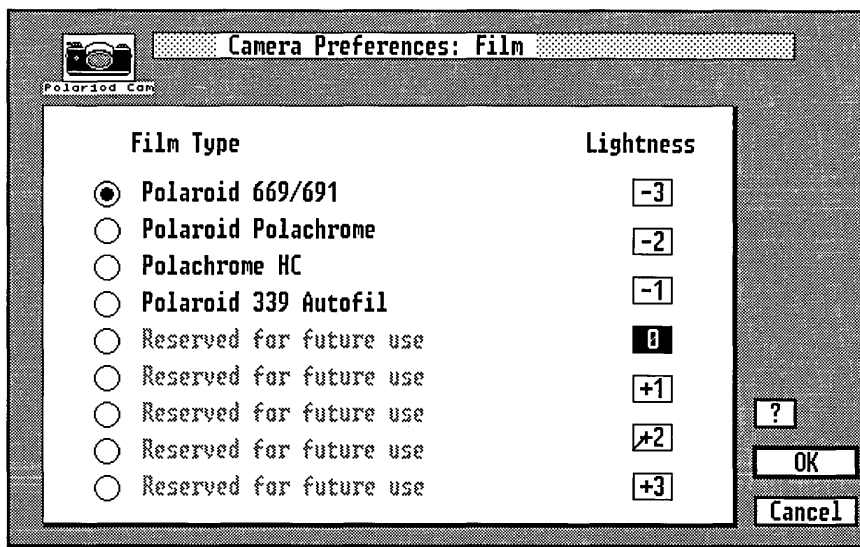 Camera Preferences: Film
Polariod Cam
Film Type
Lightness
Polaroid 669/691
-3
Polaroid Polachrome
-2
Polachrome HC
-1
Polaroid 339 Autofil
Reserved for future use
0
Reserved for future use
+1
Reserved for future use
?
Reserved for future use
+2
OK
Reserved for future use
+3
Cancel